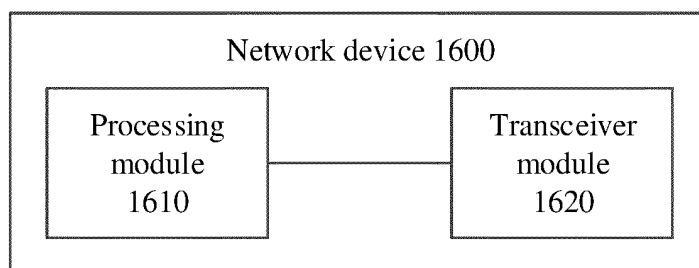 Network device 1600
Processing
module
1610
Transceiver
module
1620